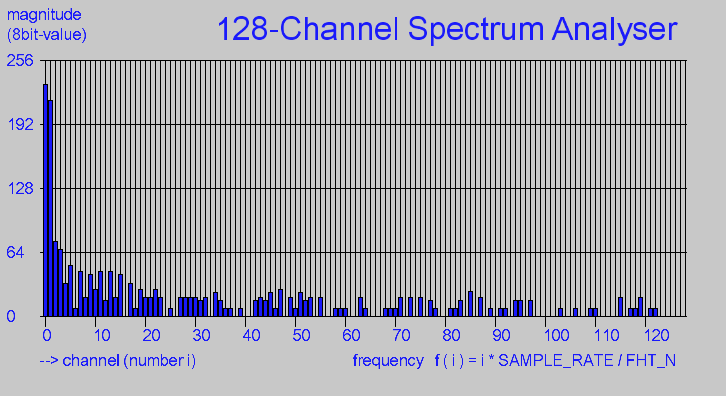 magnitude
(8bit-value)
128-Channel Spectrum Analyser
256
192
128
64
0
0 10 20 30 40 50 60 70 80 90 100 110 120
--> channel (number i)
frequency f ( i ) = i * SAMPLE_RATE / FHT_N